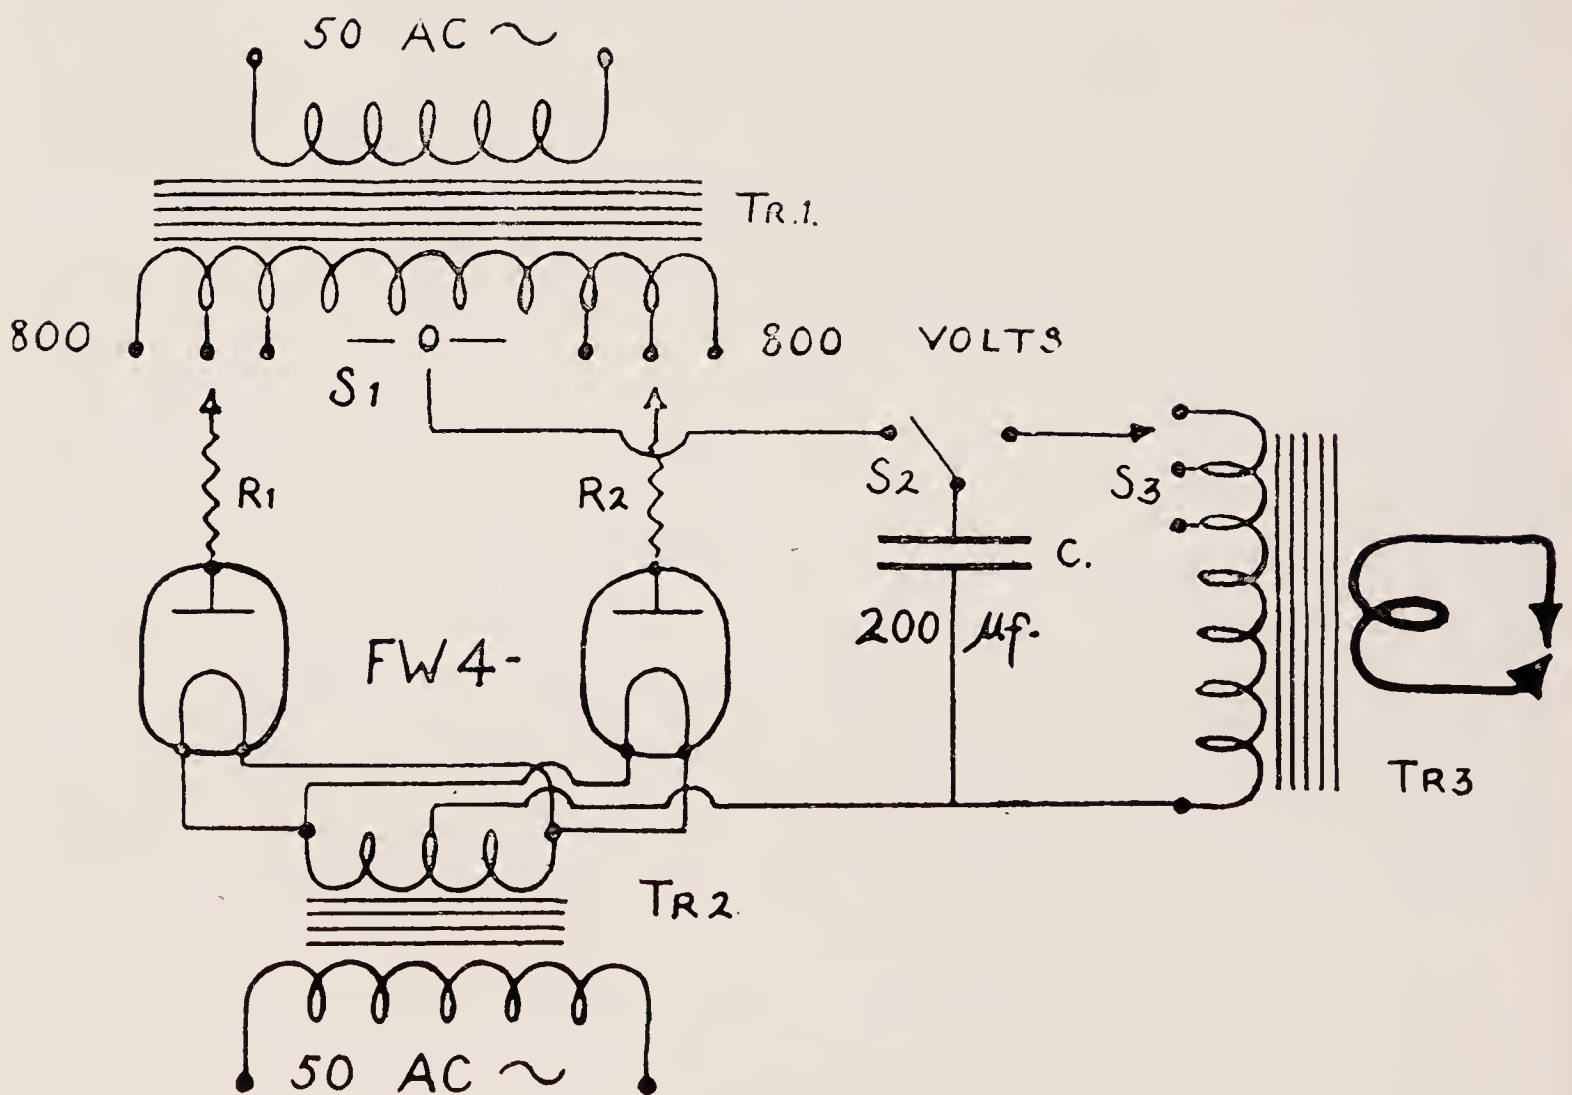 50 AC ~
TR.1.
800 — 0 — 800 VOLTS
S1
R1
R2
S2
S3
C.
200 µf.
FW4-
TR3
TR2.
50 AC ~